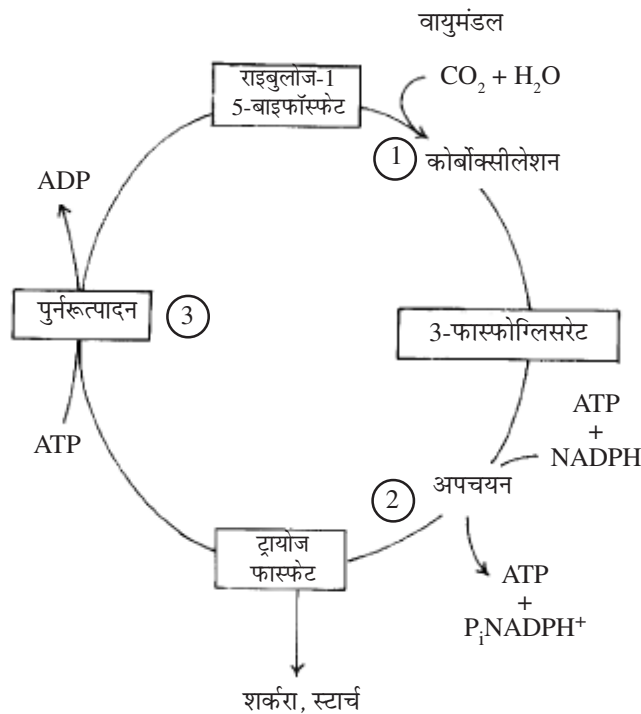 वायुमंडल
CO₂ + H₂O
राइबुलोज-1
5-बाइफॉस्फेट
1
कोर्बोक्सीलेशन
ADP
पुर्नरूत्पादन
3
3-फास्फोग्लिसरेट
ATP
ATP
+
NADPH
2
अपचयन
ट्रायोज
फास्फेट
ATP
+
PᵢNADPH⁺
शर्करा, स्टार्च